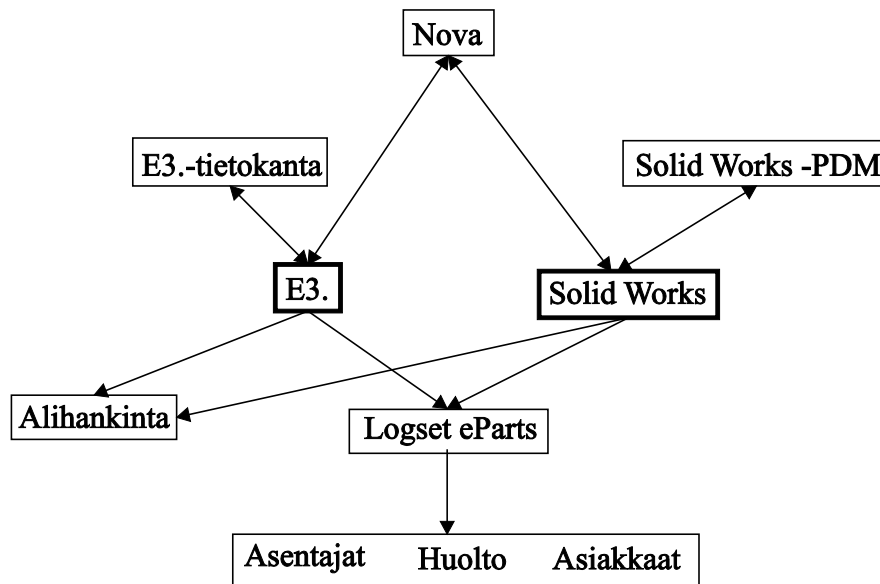 Nova
E3.-tietokanta
Solid Works -PDM
E3.
Solid Works
Alihankinta
Logset eParts
Asentajat Huolto Asiakkaat